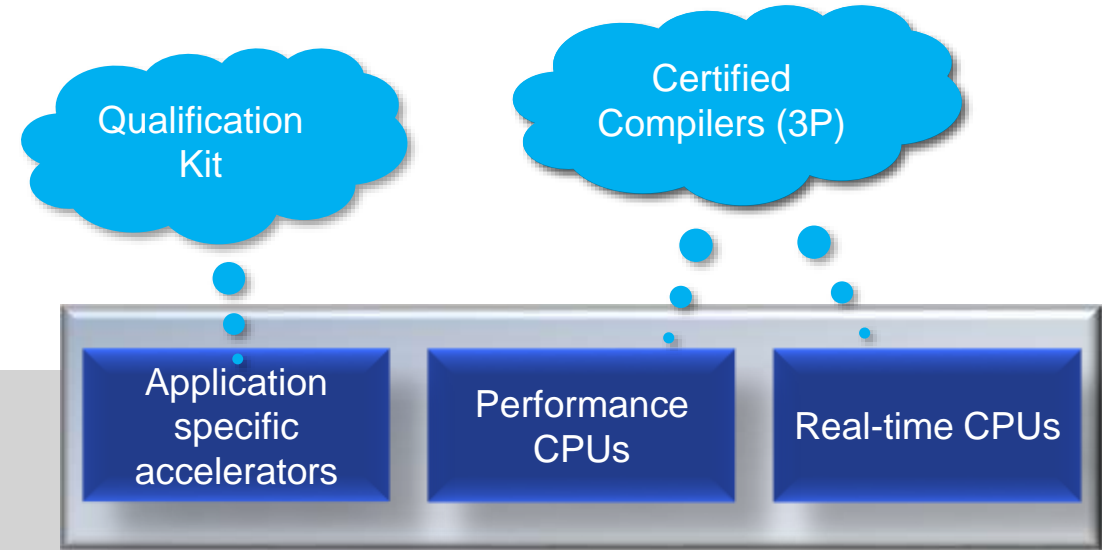 Qualification
Kit
Certified
Compilers (3P)
Application
specific
accelerators
Performance
CPUs
Real-time CPUs